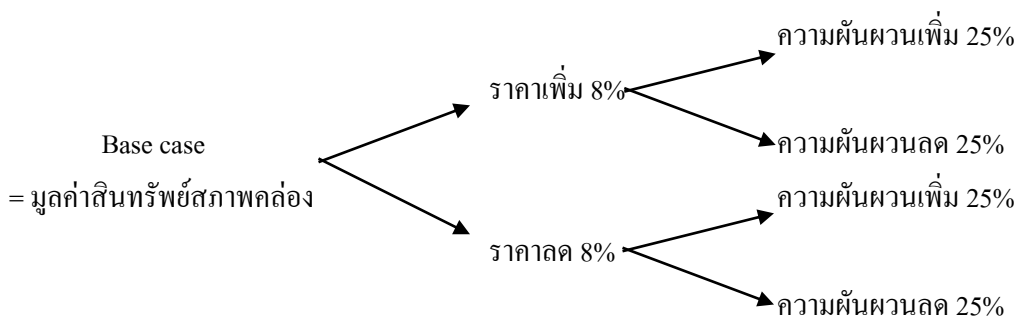 ความผันผวนเพิ่ม 25%
ราคาเพิ่ม 8%
ความผันผวนลด 25%
Base case
= มูลค่าสินทรัพย์สภาพคล่อง
ความผันผวนเพิ่ม 25%
ราคาลด 8%
ความผันผวนลด 25%